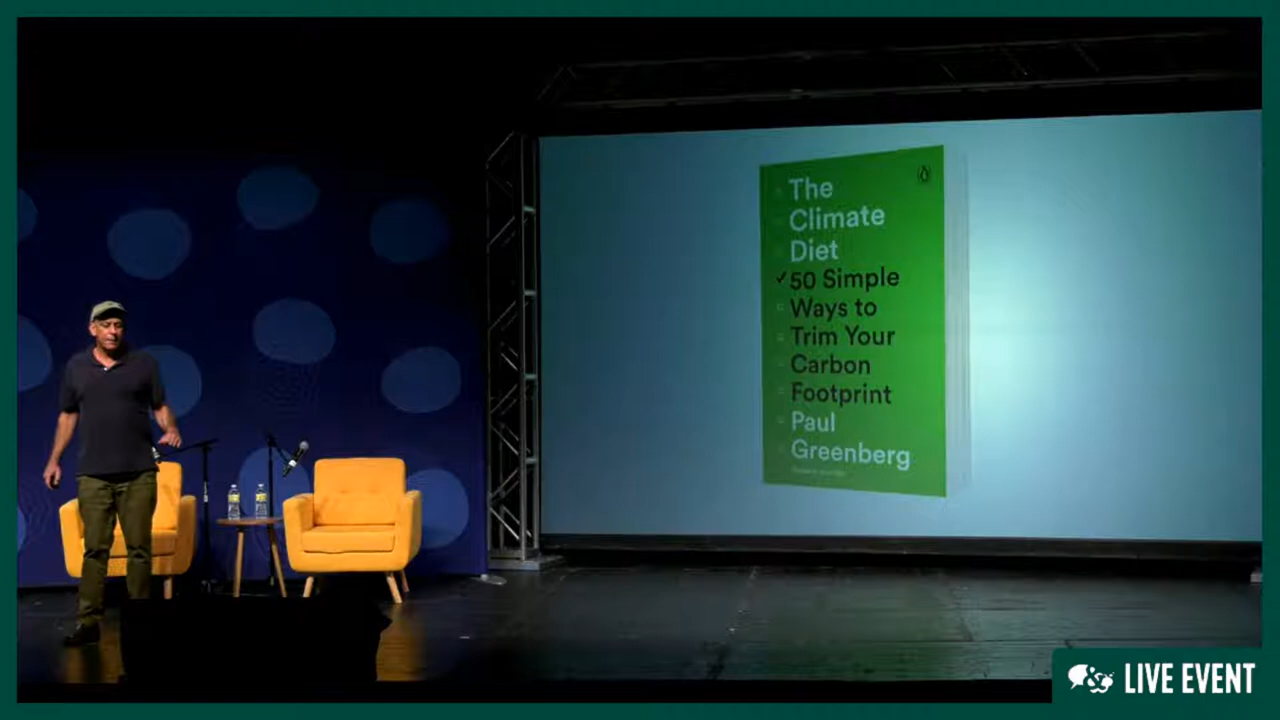 The
Climate
Diet
✓50 Simple
Ways to
Trim Your
Carbon
Footprint
Paul
Greenberg
& LIVE EVENT